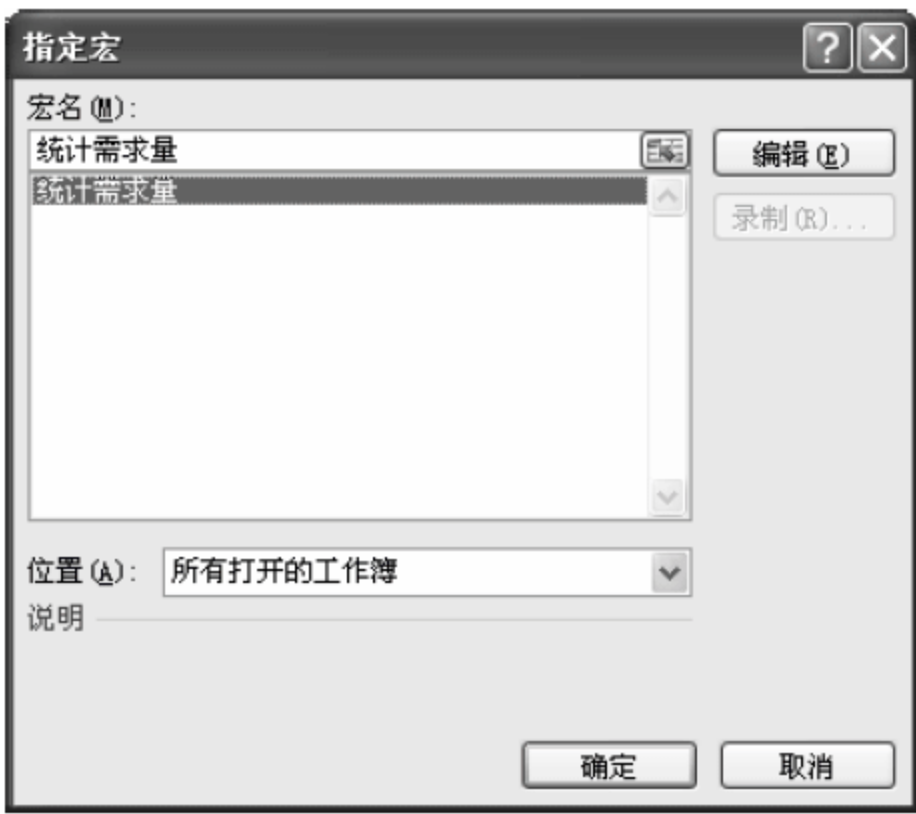 指定宏
宏名(M):
统计需求量
编辑(E)
统计需求量
录制(R)...
位置(A): 所有打开的工作簿
说明
确定 取消